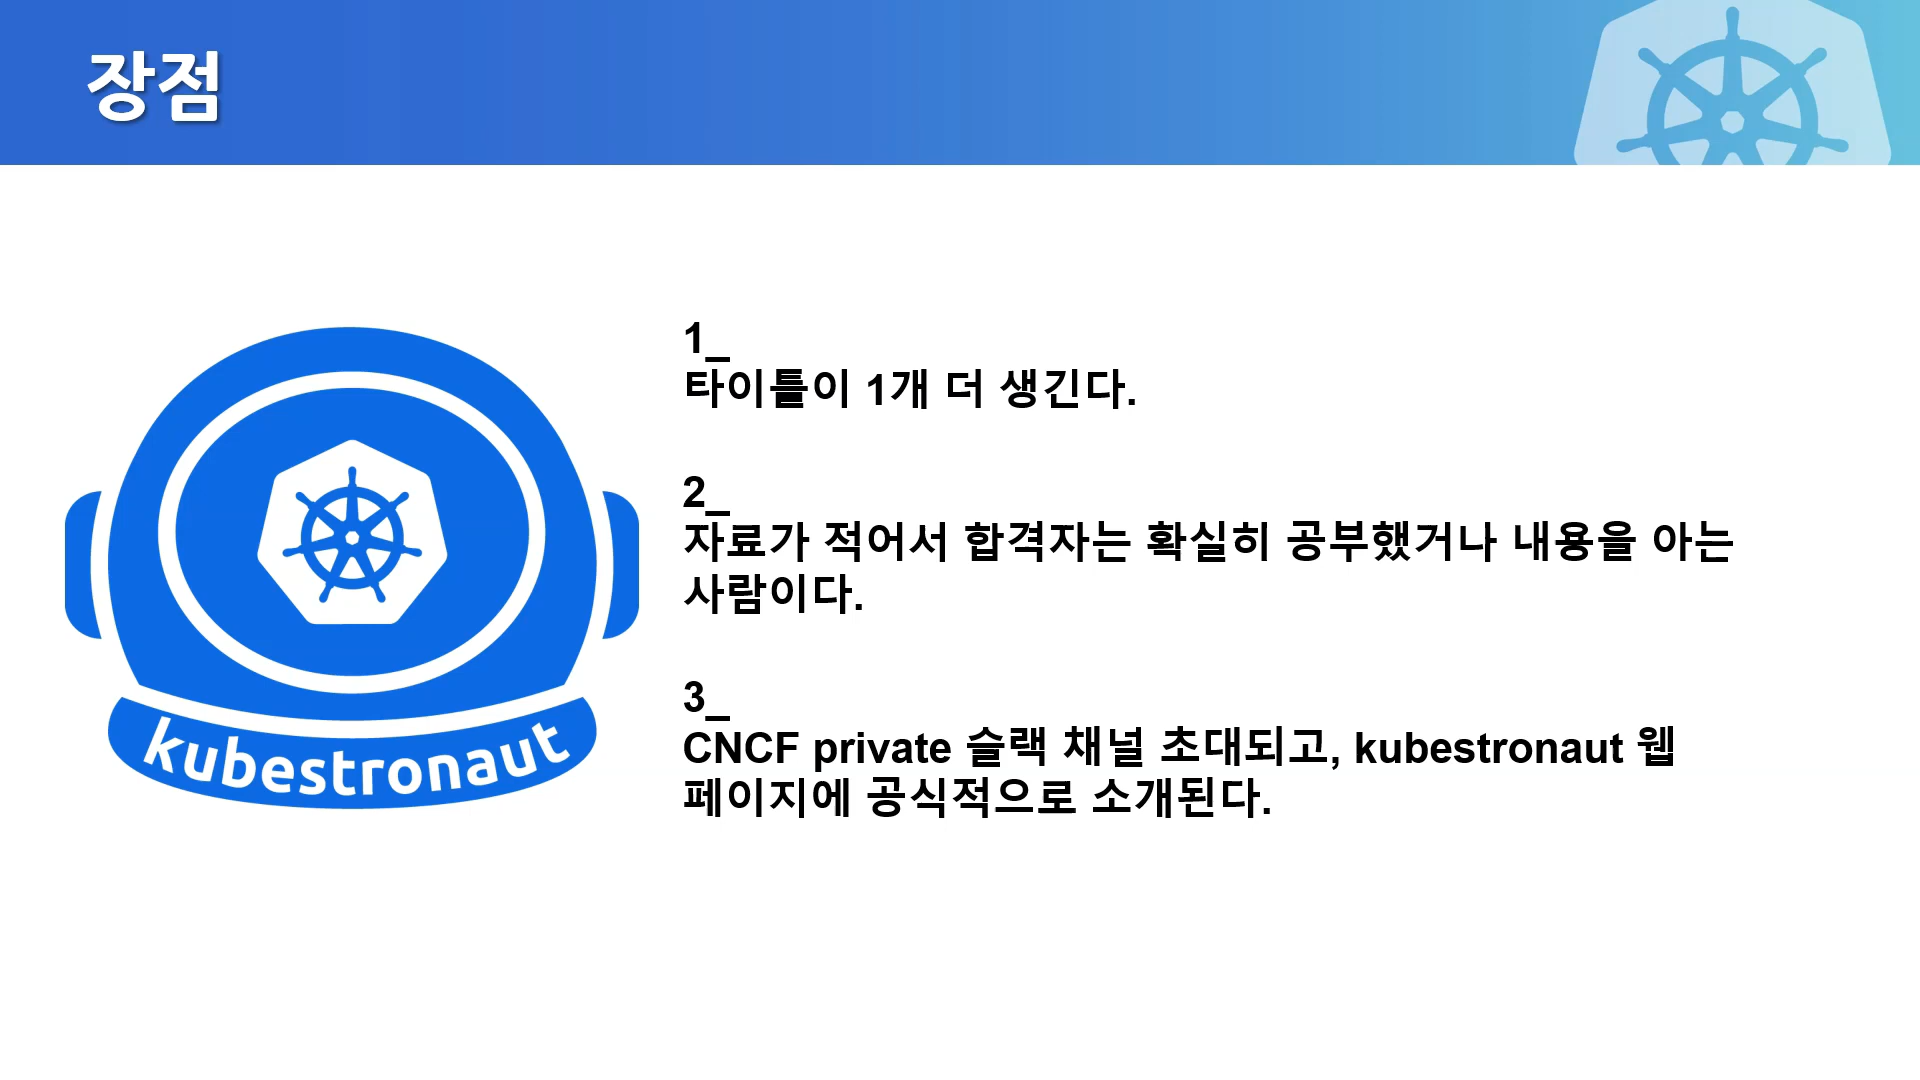 장점
1_
타이틀이 1개 더 생긴다.
2_
자료가 적어서 합격자는 확실히 공부했거나 내용을 아는
사람이다.
3_
CNCF private 슬랙 채널 초대되고, kubestronaut 웹
페이지에 공식적으로 소개된다.
kubestronaut